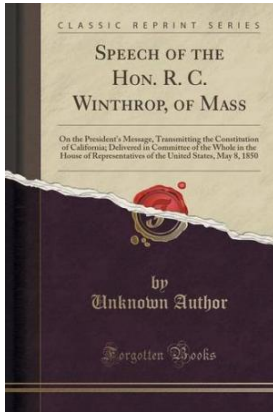 CLASSIC REPRINT SERIES
SPEECH OF THE
HON. R. C.
WINTHROP, OF MASS
On the President's Message, Transmitting the Constitution
of California; Delivered in Committee of the Whole in the
House of Representatives of the United States, May 8, 1850
by
Unknown Author
Forgotten Books